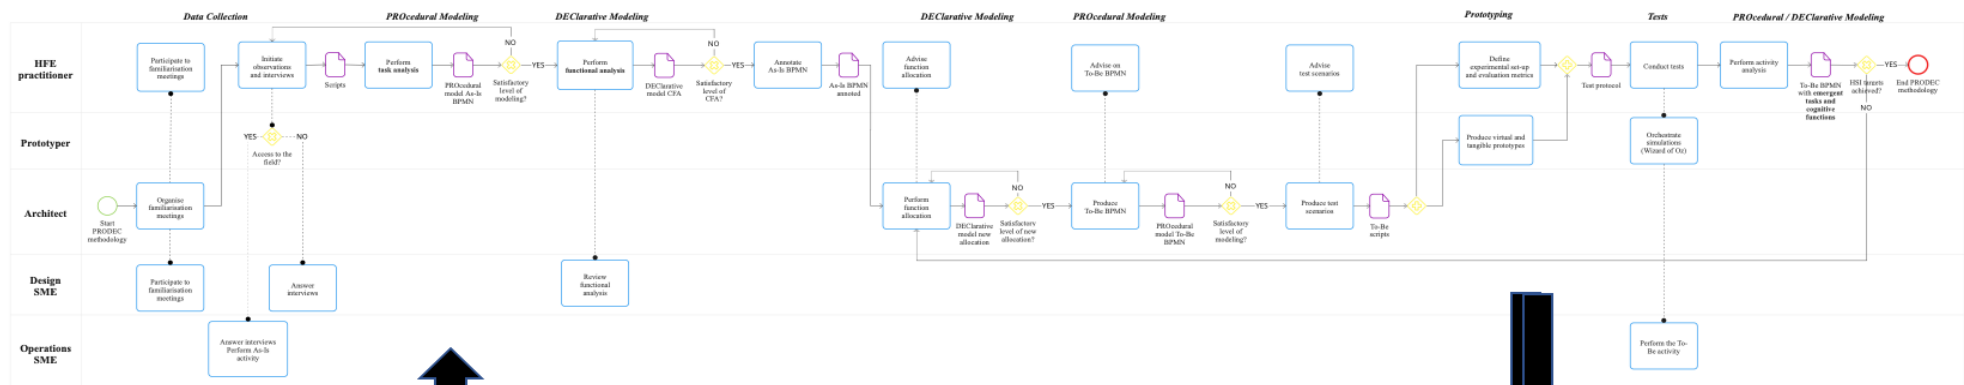 Data Collection
PROcedural Modeling
DEClarative Modeling
DEClarative Modeling
PROcedural Modeling
Prototyping
Tests
PROcedural / DEClarative Modeling
HFE
practitioner
Participate to
familiarisation
meetings
Initiate
observations
and interviews
Scripts
Perform
task analysis
PROcedural
model As-Is
BPMN
NO
Satisfactory
level of
modeling?
YES
Perform
functional analysis
DEClarative
model CFA
NO
Satisfactory
level of
CFA?
YES
Annotate
As-Is BPMN
As-Is BPMN
annoted
Advise
function
allocation
Advise on
To-Be BPMN
Advise
test scenarios
Define
experimental set-up
and evaluation metrics
Test protocol
Conduct tests
Perform activity
analysis
To-Be BPMN
with emergent
tasks and
cognitive
functions
HSI targets
achieved?
YES
NO
End PRODEC
methodology
Prototyper
YES
NO
Access to the
field?
Produce virtual and
tangible prototypes
Orchestrate
simulations
(Wizard of Oz)
Architect
Start
PRODEC
methodology
Organise
familiarisation
meetings
Perform
function
allocation
DEClarative
model new
allocation
NO
Satisfactory
level of new
allocation?
YES
Produce
To-Be BPMN
PROcedural
model To-Be
BPMN
NO
Satisfactory
level of
modeling?
YES
Produce test
scenarios
To-Be
scripts
Design
SME
Participate to
familiarisation
meetings
Answer
interviews
Review
functional
analysis
Operations
SME
Answer interviews
Perform As-Is
activity
Perform the To-
Be activity